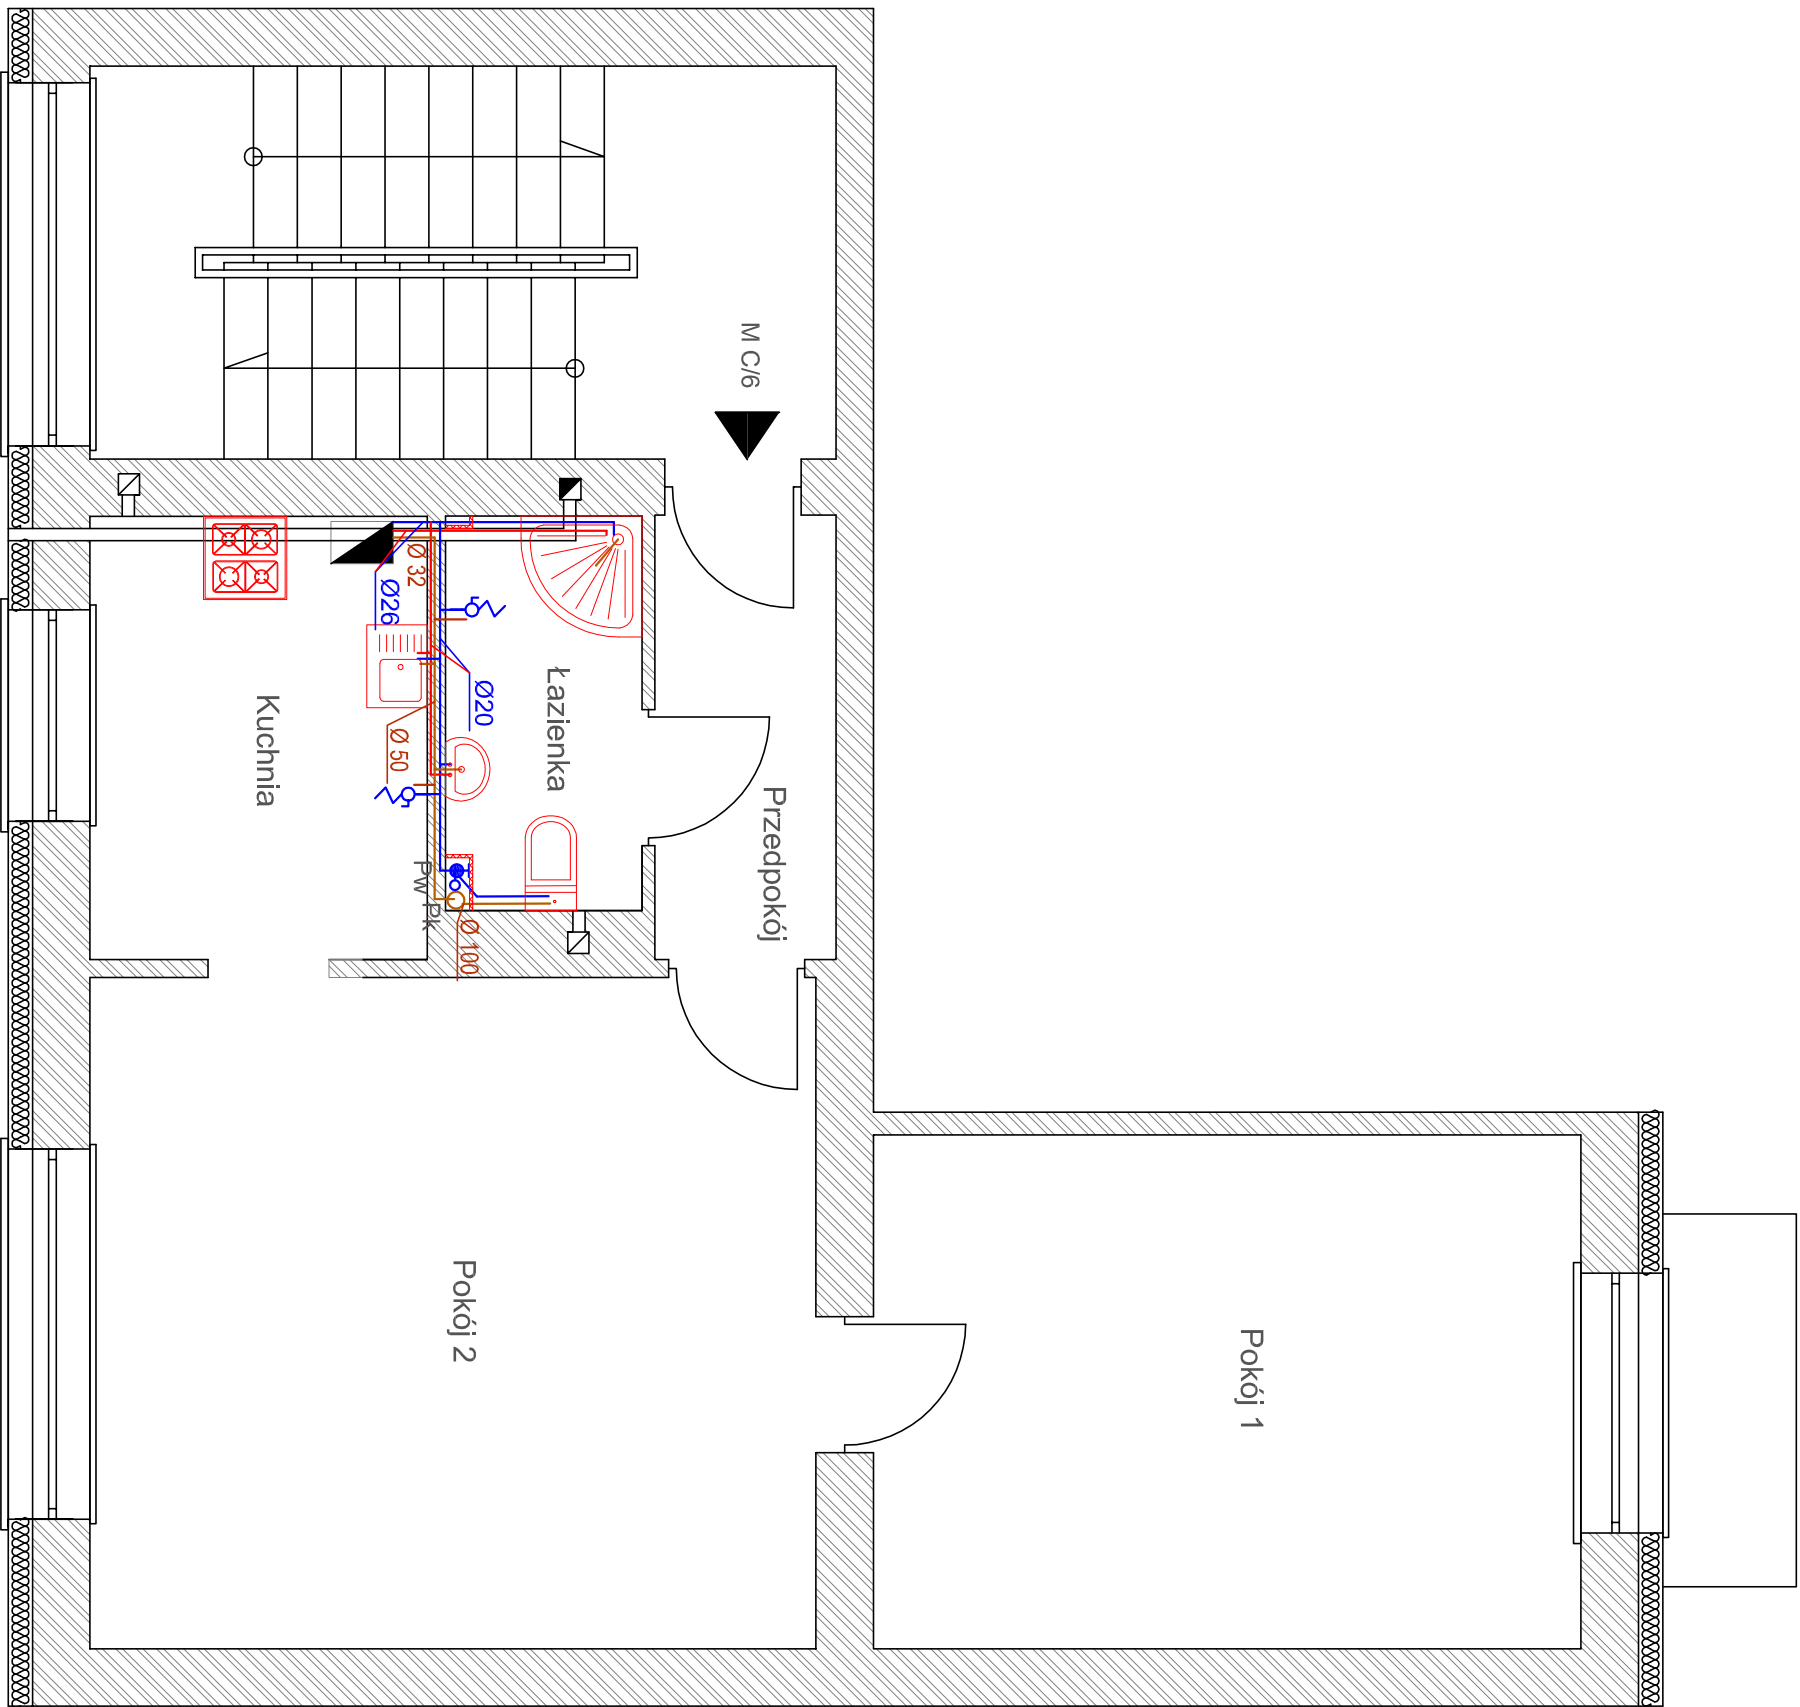 M C/6
Ø 32
Ø26
Ø20
Ø 50
Łazienka
Kuchnia
Przedpokój
Pw
Pk
Ø 100
Pokój 2
Pokój 1